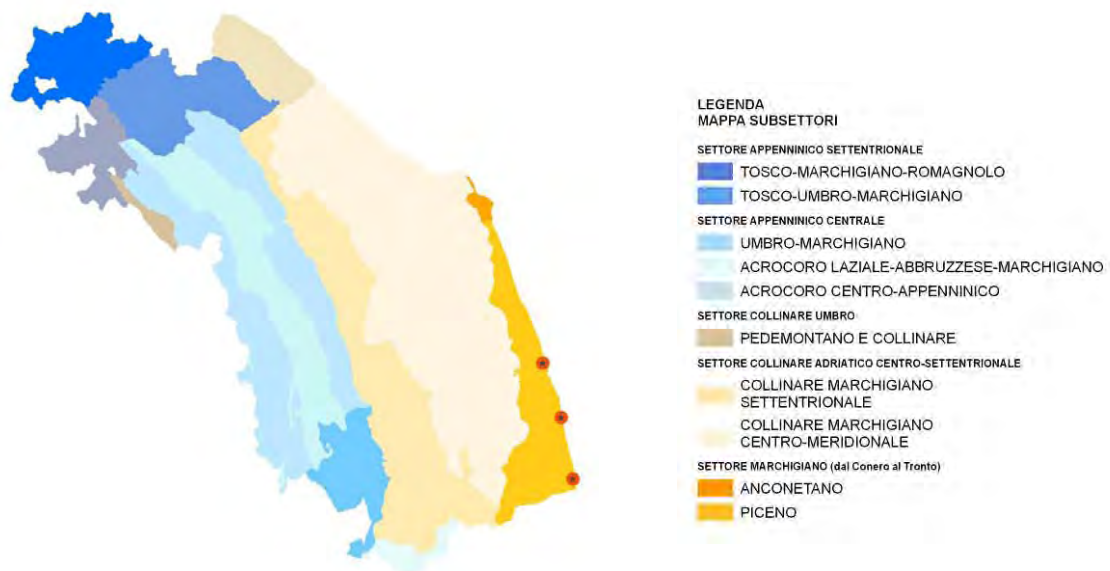 LEGENDA
MAPPA SUBSETTORI
SETTORE APPENNINICO SETTENTRIONALE
TOSCO-MARCHIGIANO-ROMAGNOLO
TOSCO-UMBRO-MARCHIGIANO
SETTORE APPENNINICO CENTRALE
UMBRO-MARCHIGIANO
ACROCORO LAZIALE-ABBRUZZESE-MARCHIGIANO
ACROCORO CENTRO-APPENNINICO
SETTORE COLLINARE UMBRO
PEDEMONTANO E COLLINARE
SETTORE COLLINARE ADRIATICO CENTRO-SETTENTRIONALE
COLLINARE MARCHIGIANO
SETTENTRIONALE
COLLINARE MARCHIGIANO
CENTRO-MERIDIONALE
SETTORE MARCHIGIANO (dal Conero al Tronto)
ANCONETANO
PICENO